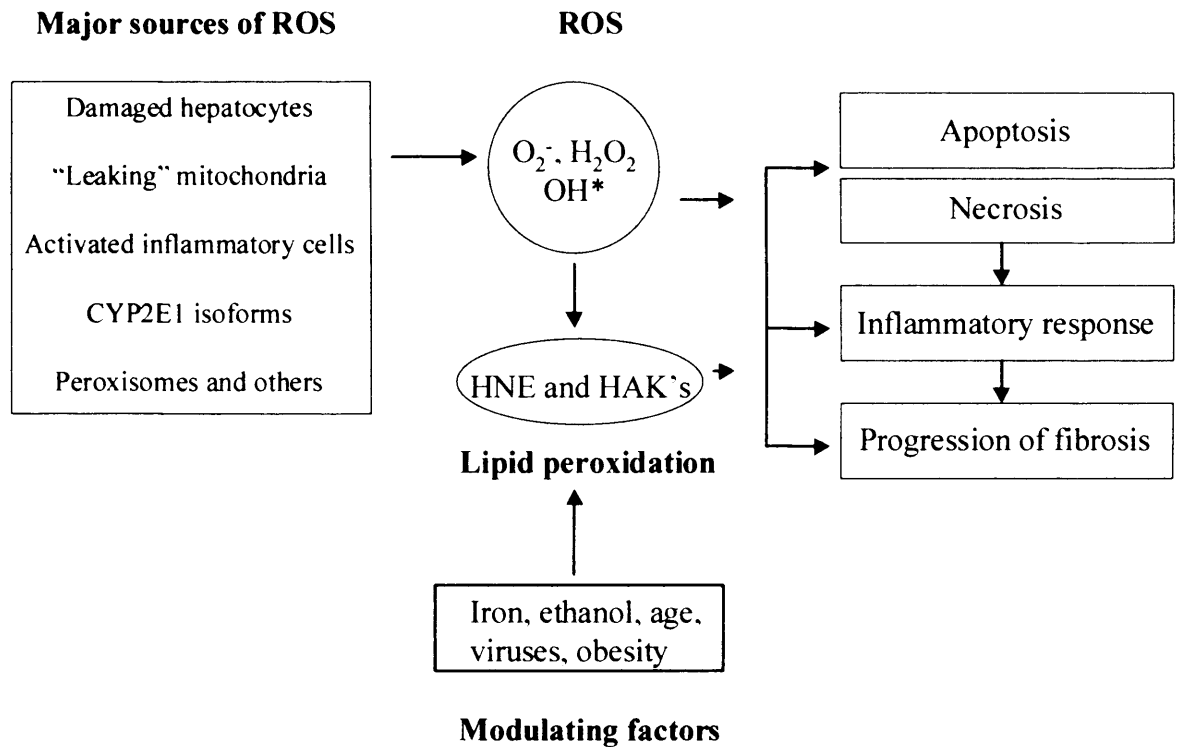 Major sources of ROS
ROS
Damaged hepatocytes
"Leaking" mitochondria
Activated inflammatory cells
CYP2E1 isoforms
Peroxisomes and others
O₂⁻, H₂O₂
OH*
HNE and HAK's
Lipid peroxidation
Iron, ethanol, age,
viruses, obesity
Modulating factors
Apoptosis
Necrosis
Inflammatory response
Progression of fibrosis